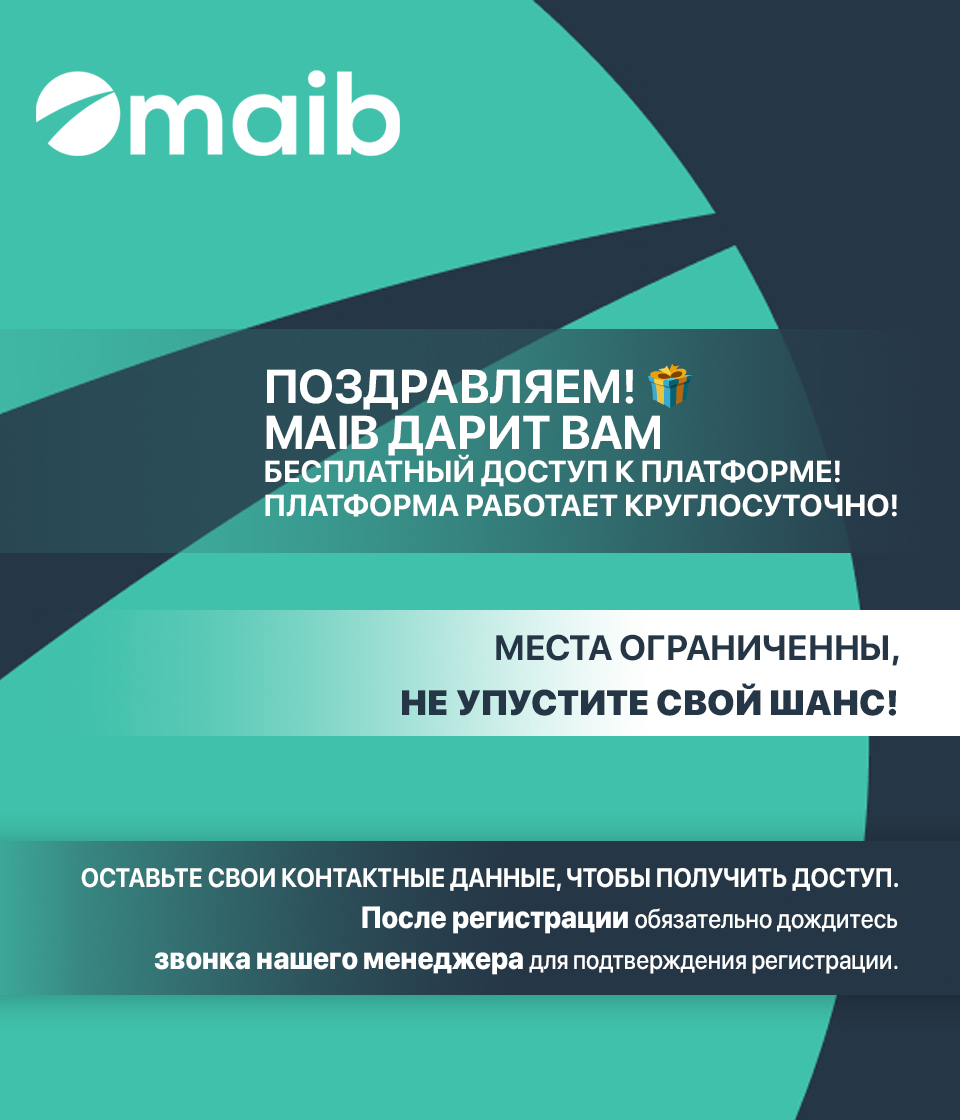 maib
ПОЗДРАВЛЯЕМ! 🎁
MAIB ДАРИТ ВАМ
БЕСПЛАТНЫЙ ДОСТУП К ПЛАТФОРМЕ!
ПЛАТФОРМА РАБОТАЕТ КРУГЛОСУТОЧНО!
МЕСТА ОГРАНИЧЕННЫ,
НЕ УПУСТИТЕ СВОЙ ШАНС!
ОСТАВЬТЕ СВОИ КОНТАКТНЫЕ ДАННЫЕ, ЧТОБЫ ПОЛУЧИТЬ ДОСТУП.
После регистрации обязательно дождитесь
звонка нашего менеджера для подтверждения регистрации.